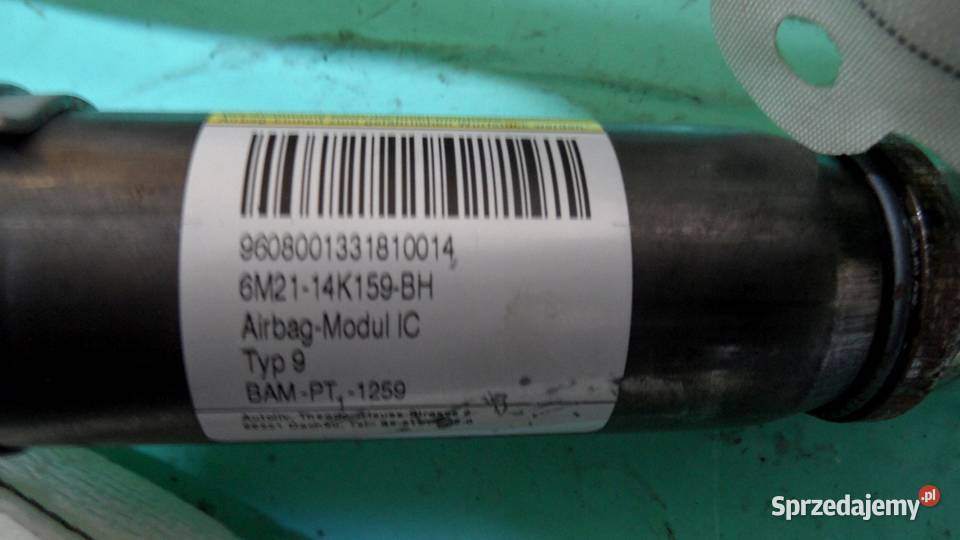 9608001331810014
6M21-14K159-BH
Airbag-Modul IC
Typ 9
BAM-PT,-1259
Sprzedajemy.pl